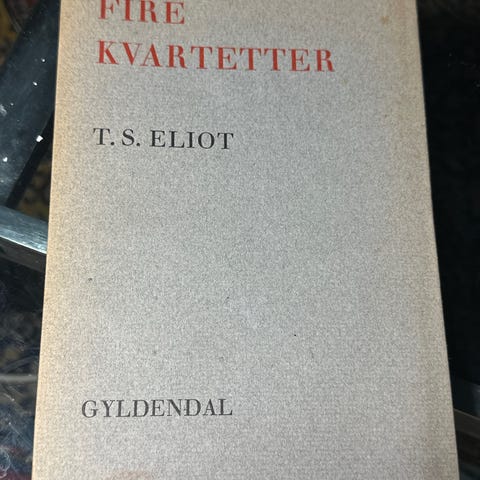 FIRE
KVARTETTER
T. S. ELIOT
GYLDENDAL